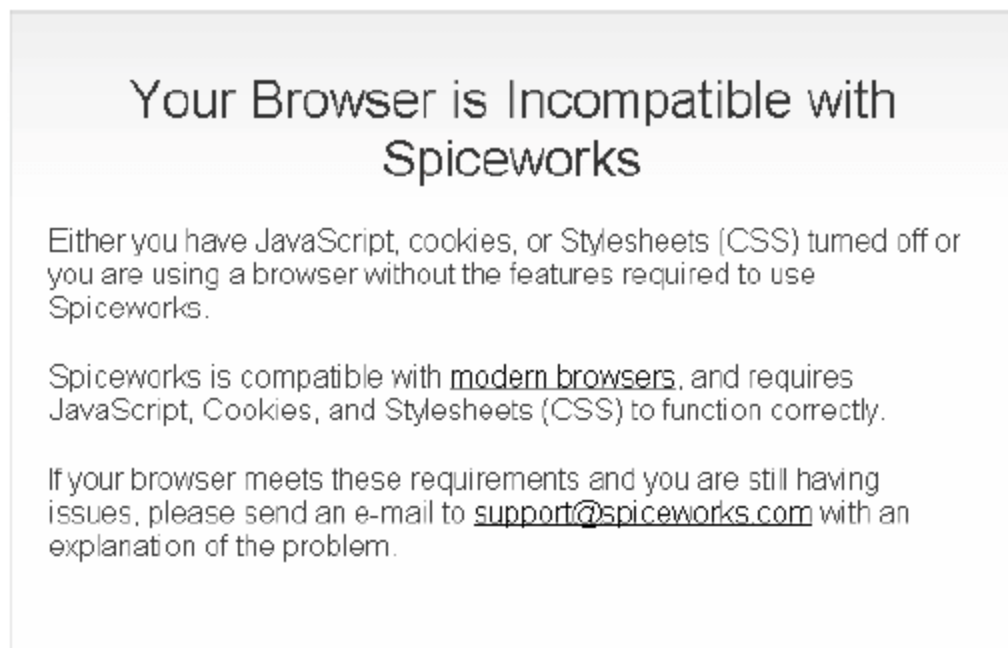 Your Browser is Incompatible with
Spiceworks
Either you have JavaScript, cookies, or Stylesheets (CSS) turned off or
you are using a browser without the features required to use
Spiceworks.
Spiceworks is compatible with modern browsers, and requires
JavaScript, Cookies, and Stylesheets (CSS) to function correctly.
If your browser meets these requirements and you are still having
issues, please send an e-mail to support@spiceworks.com with an
explanation of the problem.